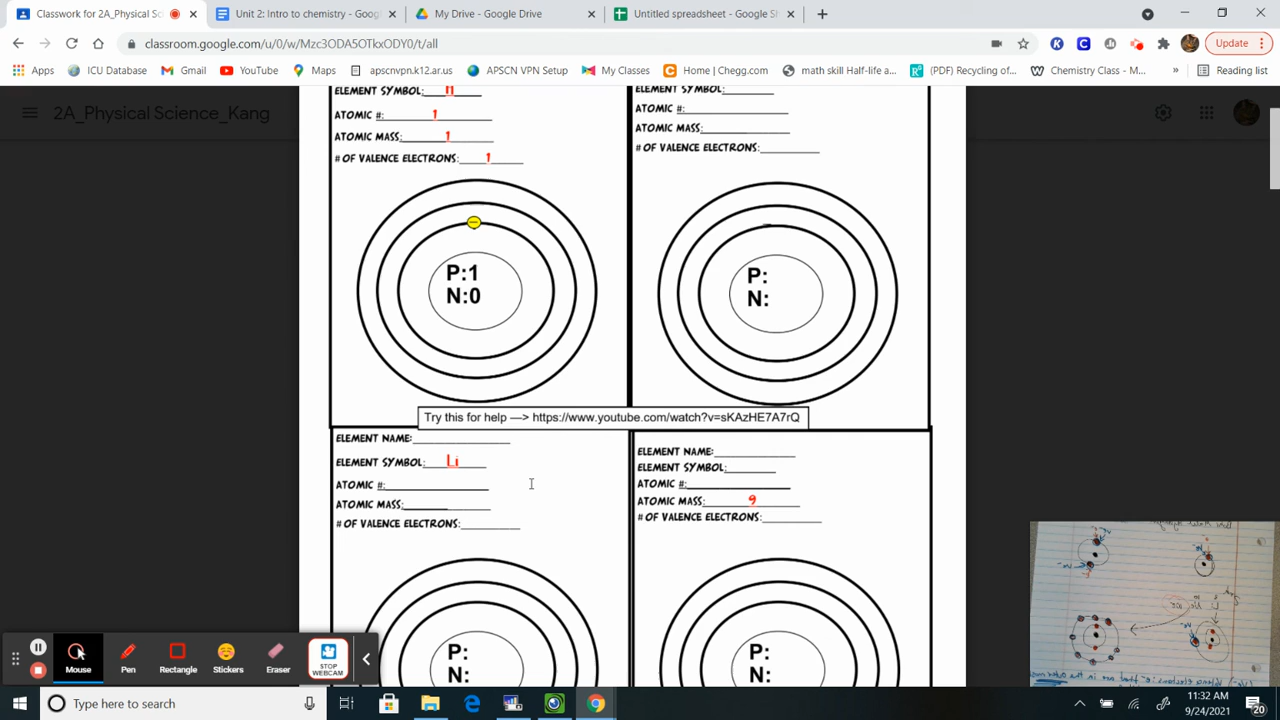 Classwork for 2A_Physical Sc
Unit 2: Intro to chemistry - Goog
My Drive - Google Drive
Untitled spreadsheet - Google Sh
classroom.google.com/u/0/w/Mzc3ODA5OTkxODY0/t/all
Update
Apps
ICU Database
Gmail
YouTube
Maps
apscnvpn.k12.ar.us
APSCN VPN Setup
My Classes
Home | Chegg.com
math skill Half-life a...
(PDF) Recycling of
Chemistry Class - M...
Reading list
2A_Physical Science_Kang
ELEMENT SYMBOL:
ATOMIC #: 1
ATOMIC MASS: 1
# OF VALENCE ELECTRONS: 1
P:1
N:0
ELEMENT SYMBOL:
ATOMIC #:
ATOMIC MASS:
# OF VALENCE ELECTRONS:
P:
N:
Try this for help —> https://www.youtube.com/watch?v=sKAzHE7A7rQ
ELEMENT NAME:
ELEMENT SYMBOL: Li
ATOMIC #:
ATOMIC MASS:
# OF VALENCE ELECTRONS:
P:
N:
ELEMENT NAME:
ELEMENT SYMBOL:
ATOMIC #:
ATOMIC MASS: 9
# OF VALENCE ELECTRONS:
P:
N:
Mouse
Pen
Rectangle
Stickers
Eraser
STOP
WEBCAM
Type here to search
11:32 AM
9/24/2021
20